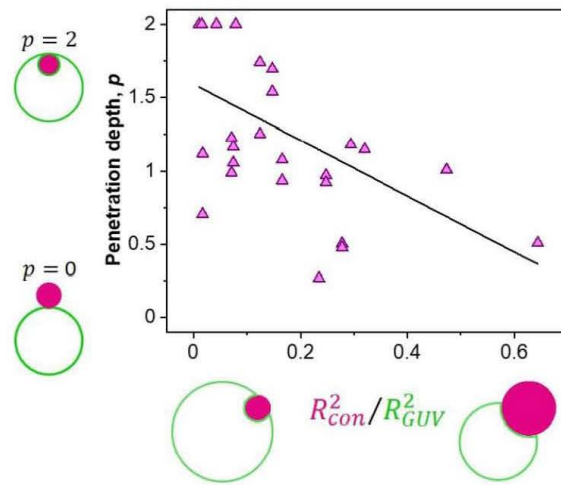 p = 2
p = 0
Penetration depth, p
2
1.5
1
0.5
0
0
0.2
0.4
0.6
R²con/R²GUV